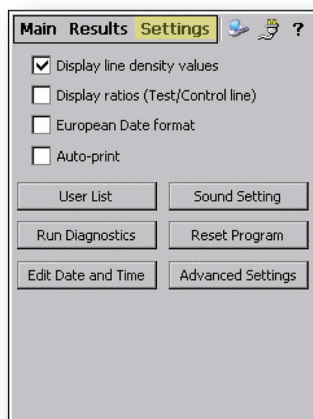 Main Results Settings ?
Display line density values
Display ratios (Test/Control line)
European Date format
Auto-print
User List Sound Setting
Run Diagnostics Reset Program
Edit Date and Time Advanced Settings